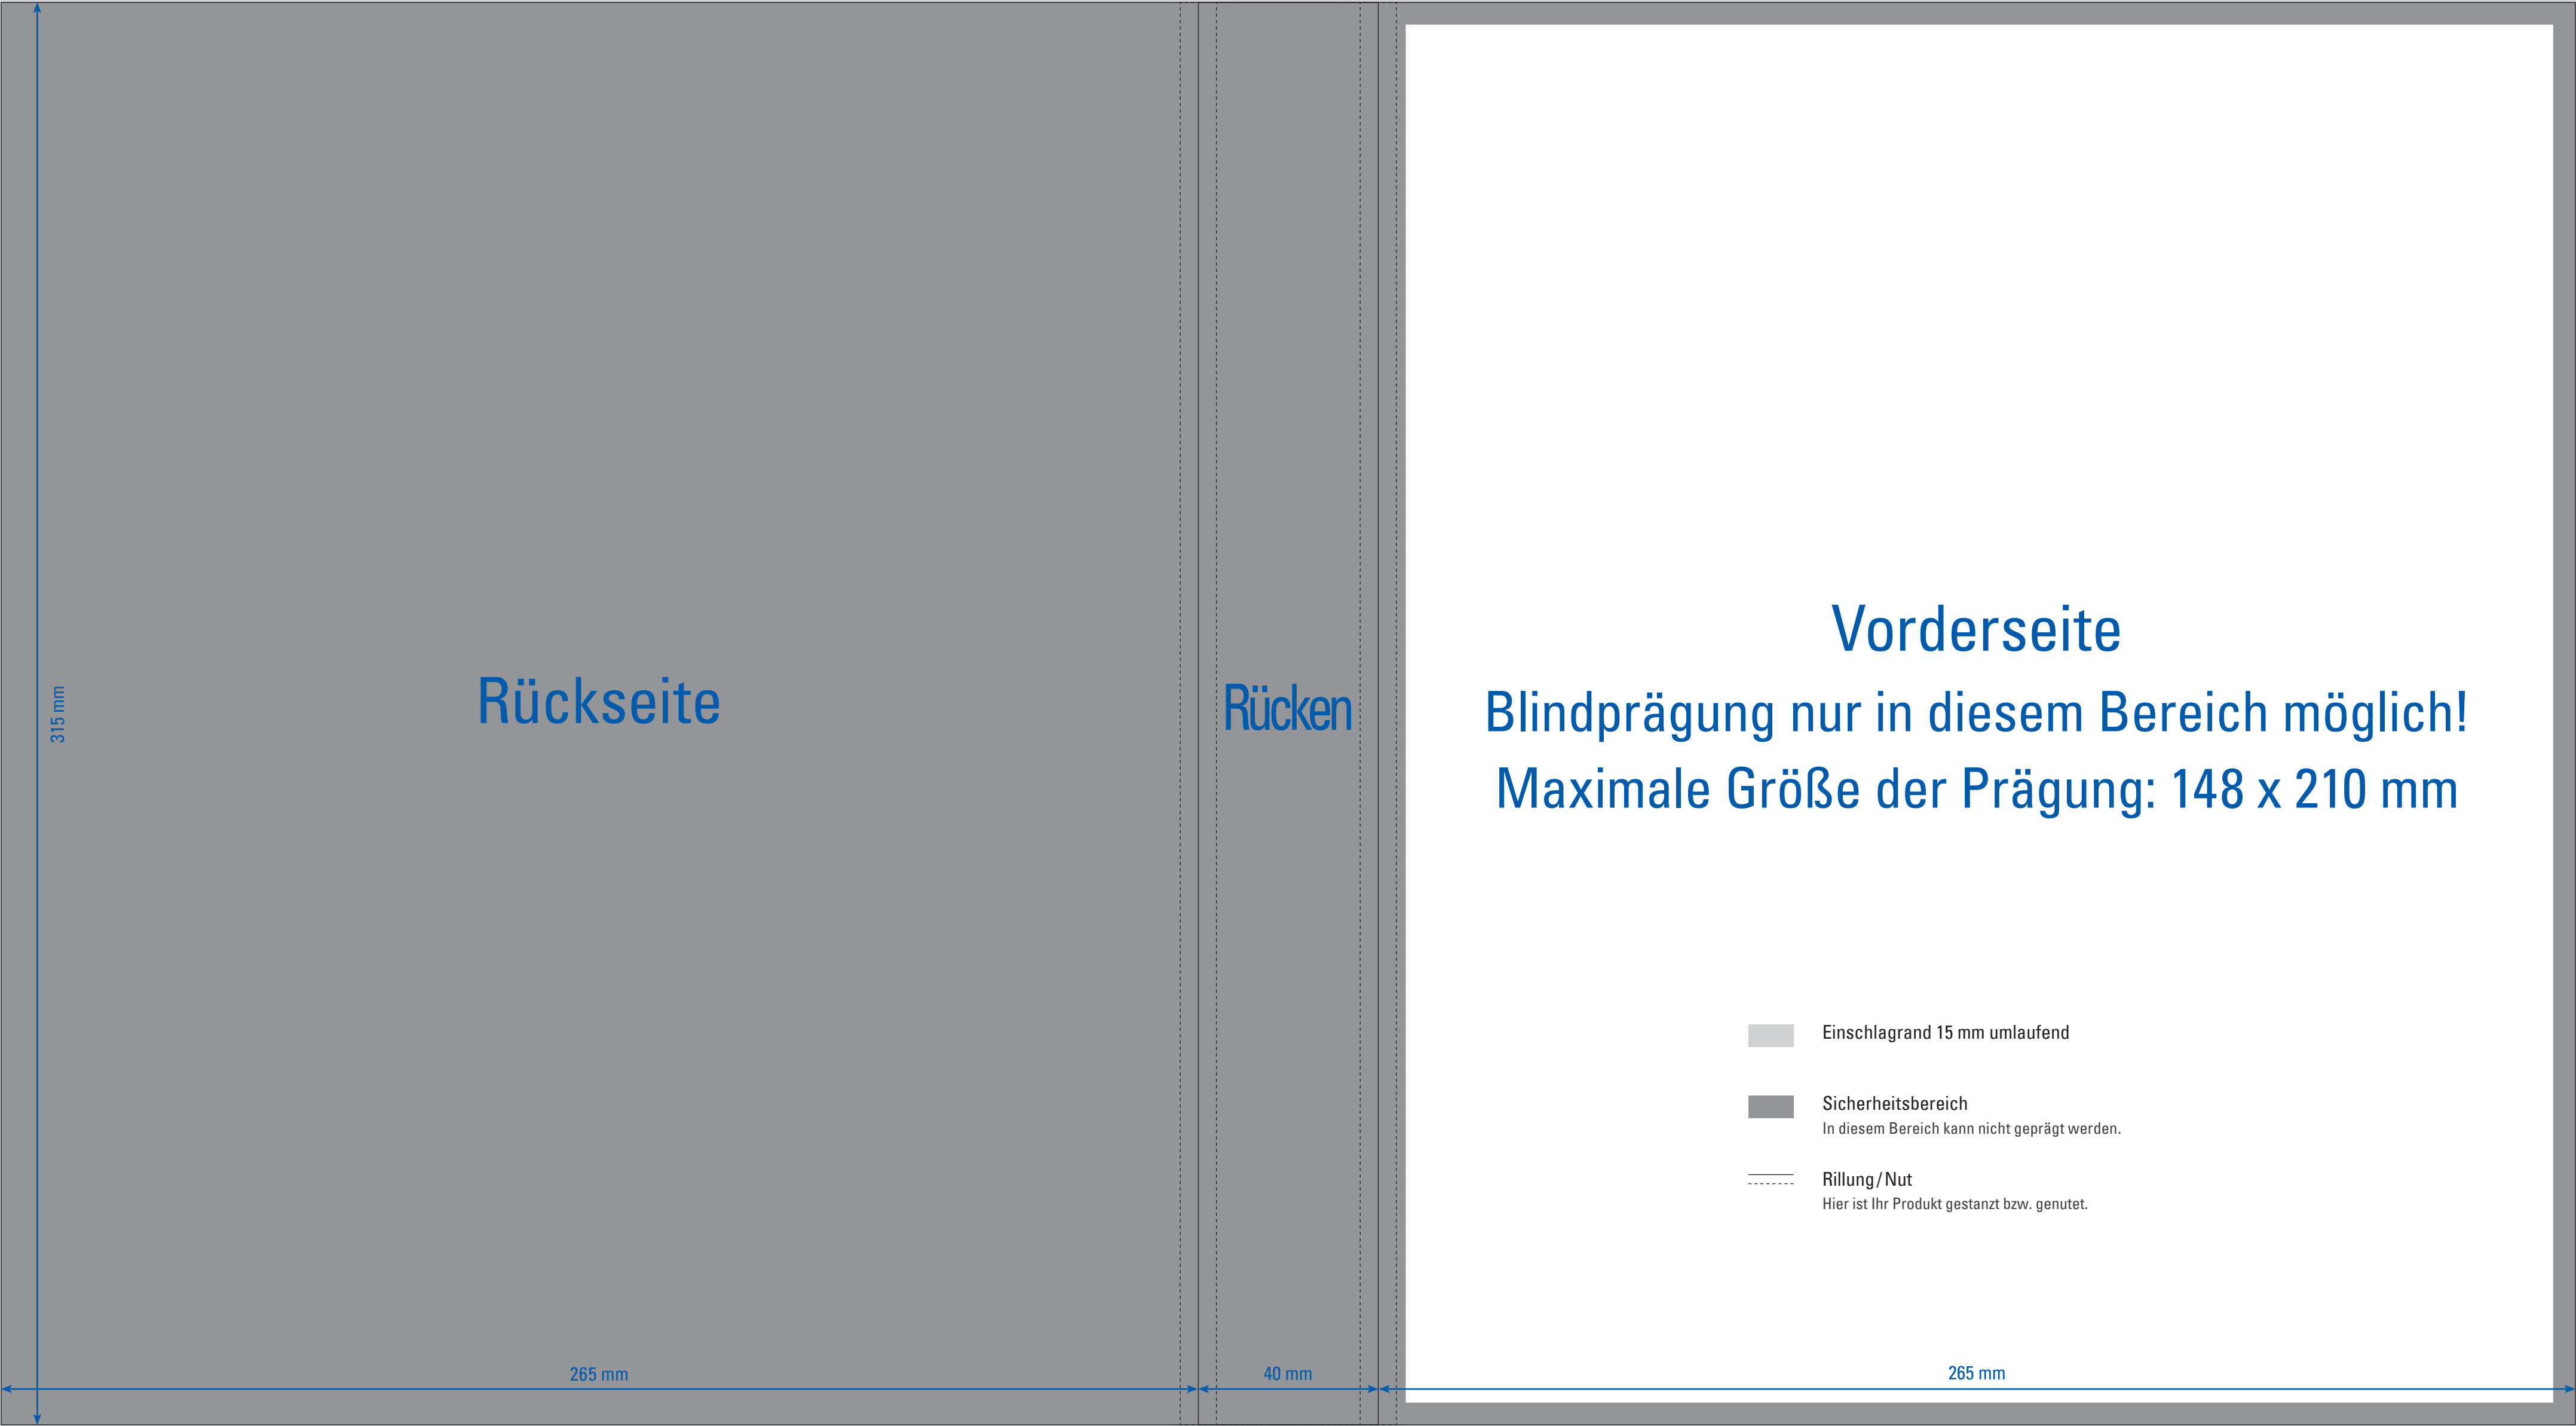 315 mm
Rückseite
265 mm
Rücken
40 mm
Vorderseite
Blindprägung nur in diesem Bereich möglich!
Maximale Größe der Prägung: 148 x 210 mm
Einschlagrand 15 mm umlaufend
Sicherheitsbereich
In diesem Bereich kann nicht geprägt werden.
Rillung/Nut
Hier ist Ihr Produkt gestanzt bzw. genutet.
265 mm